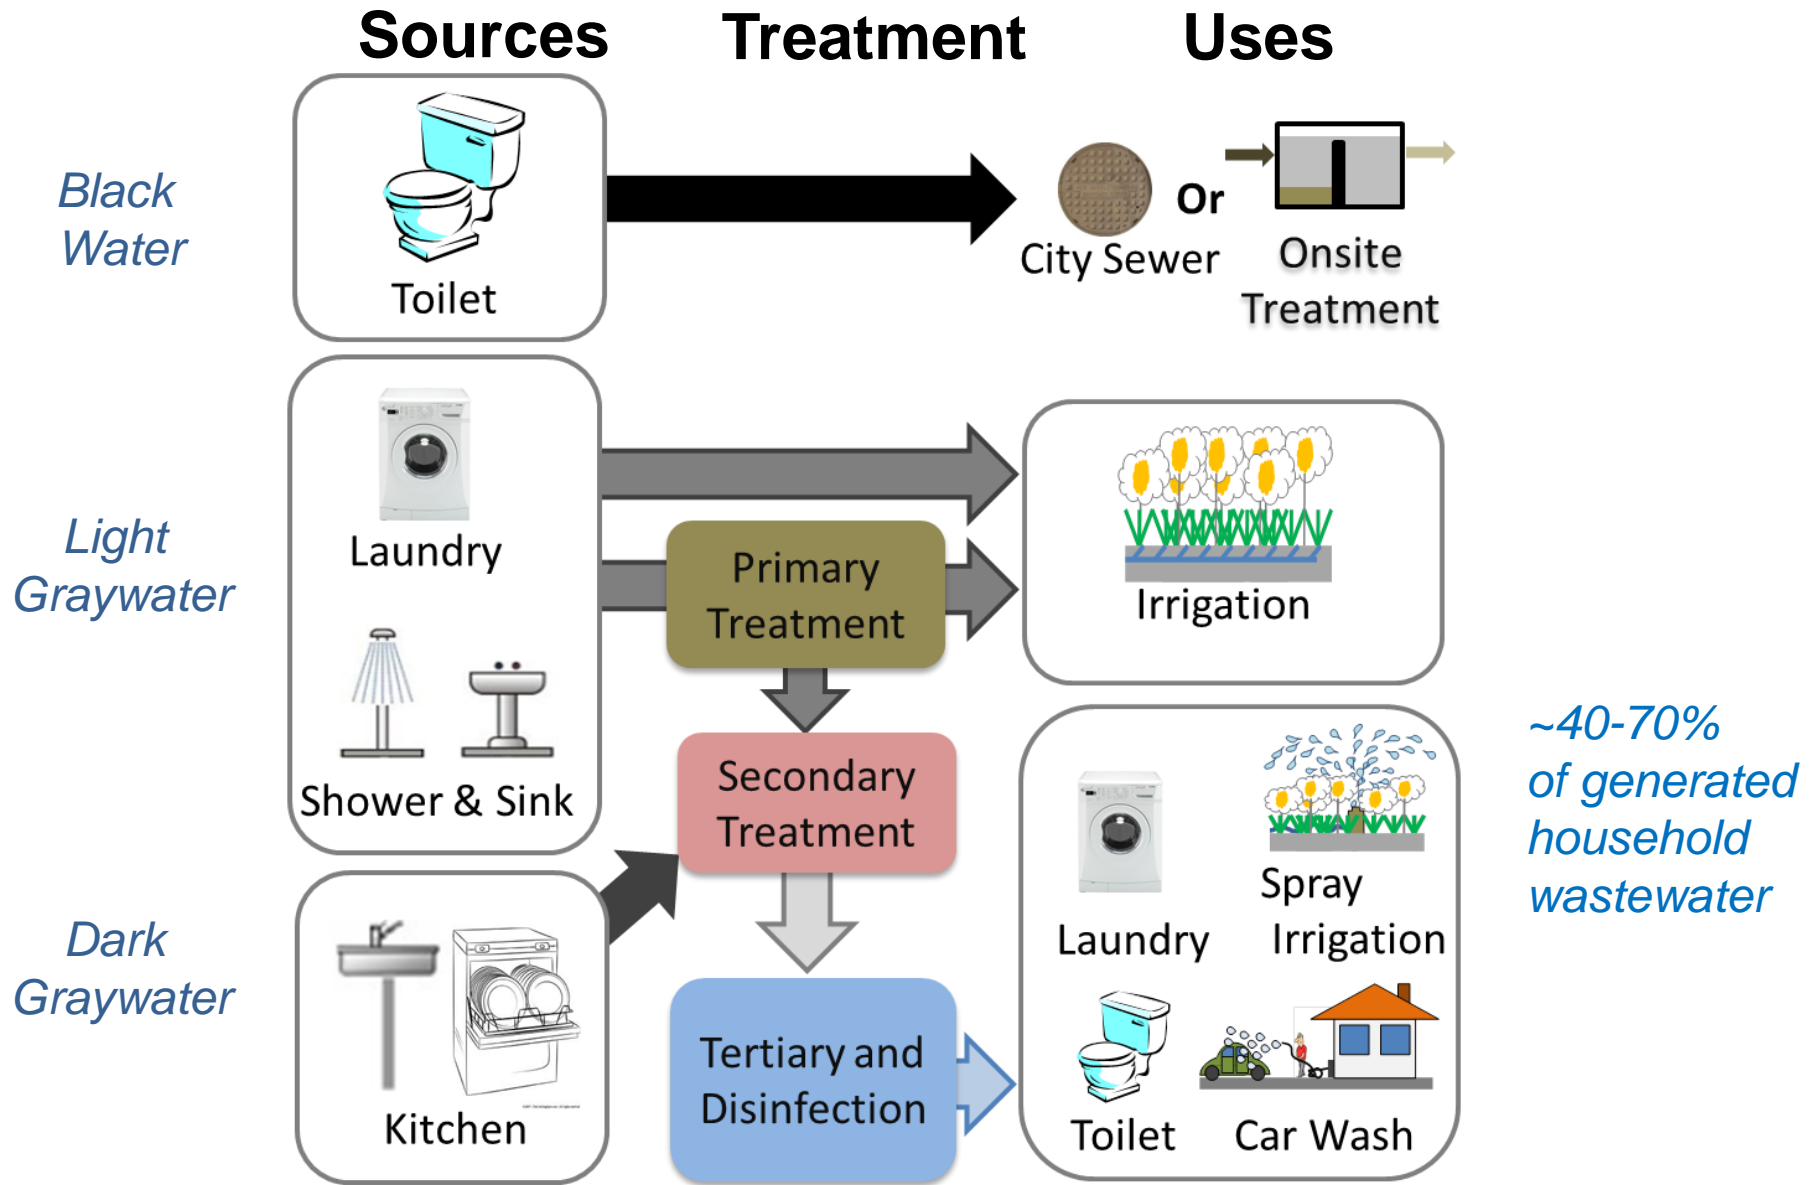 Sources
Treatment
Uses
Black
Water
Toilet
City Sewer
Or
Onsite
Treatment
Light
Graywater
Laundry
Shower & Sink
Primary
Treatment
Irrigation
Secondary
Treatment
~40-70%
of generated
household
wastewater
Dark
Graywater
Kitchen
Tertiary and
Disinfection
Laundry
Spray
Irrigation
Toilet
Car Wash